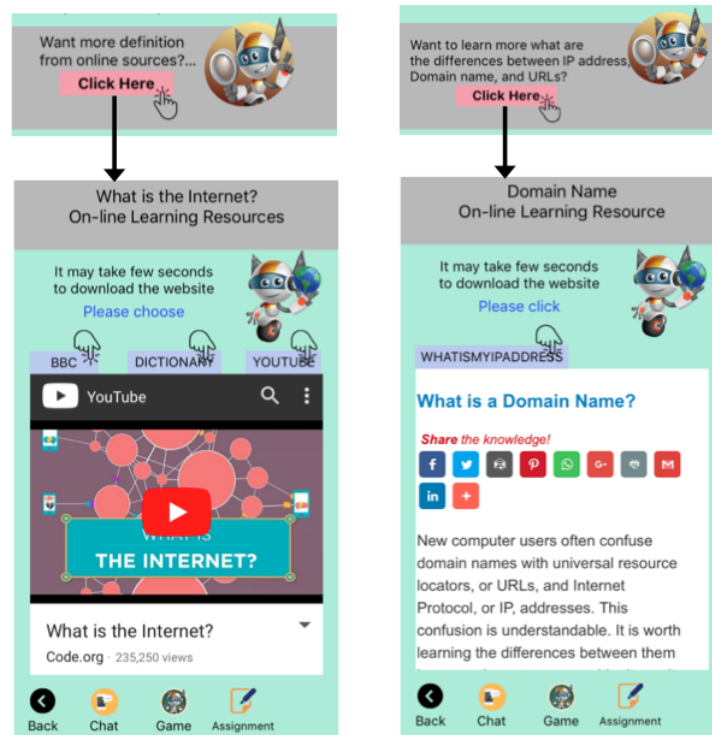 Want more definition
from online sources?...
Click Here
What is the Internet?
On-line Learning Resources
It may take few seconds
to download the website
Please choose
BBC
DICTIONARY
YOUTUBE
YouTube
WHAT IS
THE INTERNET?
What is the Internet?
Code.org · 235,250 views
Back
Chat
Game
Assignment
Want to learn more what are
the differences between IP address,
Domain name, and URLs?
Click Here
Domain Name
On-line Learning Resource
It may take few seconds
to download the website
Please click
WHATISMYIPADDRESS
What is a Domain Name?
Share the knowledge!
New computer users often confuse
domain names with universal resource
locators, or URLs, and Internet
Protocol, or IP, addresses. This
confusion is understandable. It is worth
learning the differences between them
Back
Chat
Game
Assignment